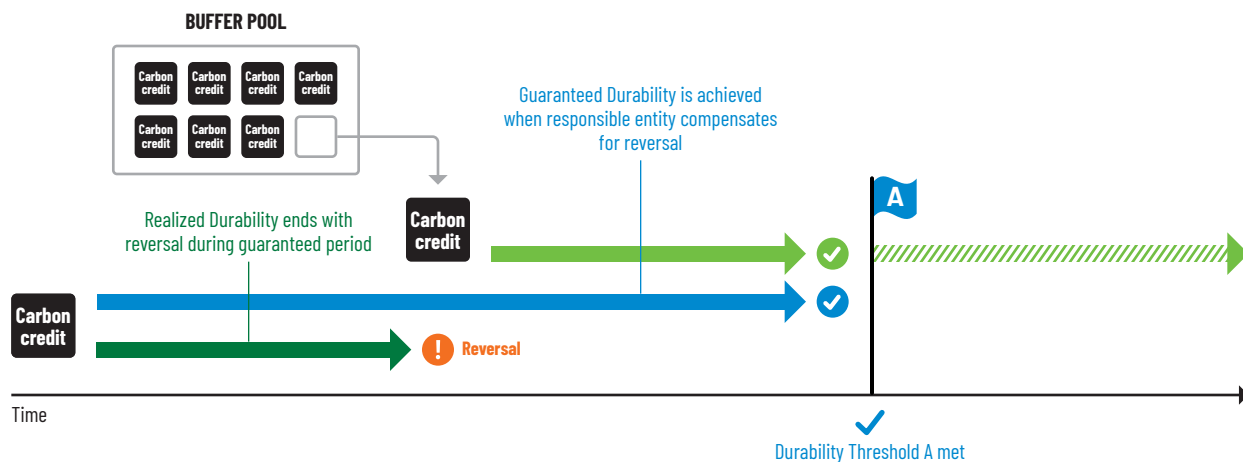 BUFFER POOL
Carbon
credit
Carbon
credit
Carbon
credit
Carbon
credit
Carbon
credit
Carbon
credit
Carbon
credit
Guaranteed Durability is achieved
when responsible entity compensates
for reversal
A
Realized Durability ends with
reversal during guaranteed period
Carbon
credit
Carbon
credit
! Reversal
Time
Durability Threshold A met